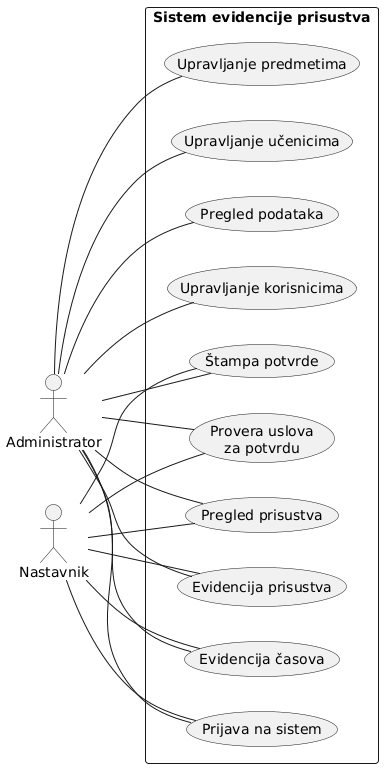 Sistem evidencije prisustva
Upravljanje predmetima
Upravljanje učenicima
Pregled podataka
Upravljanje korisnicima
Štampa potvrde
Administrator
Provera uslova
za potvrdu
Pregled prisustva
Nastavnik
Evidencija prisustva
Evidencija časova
Prijava na sistem